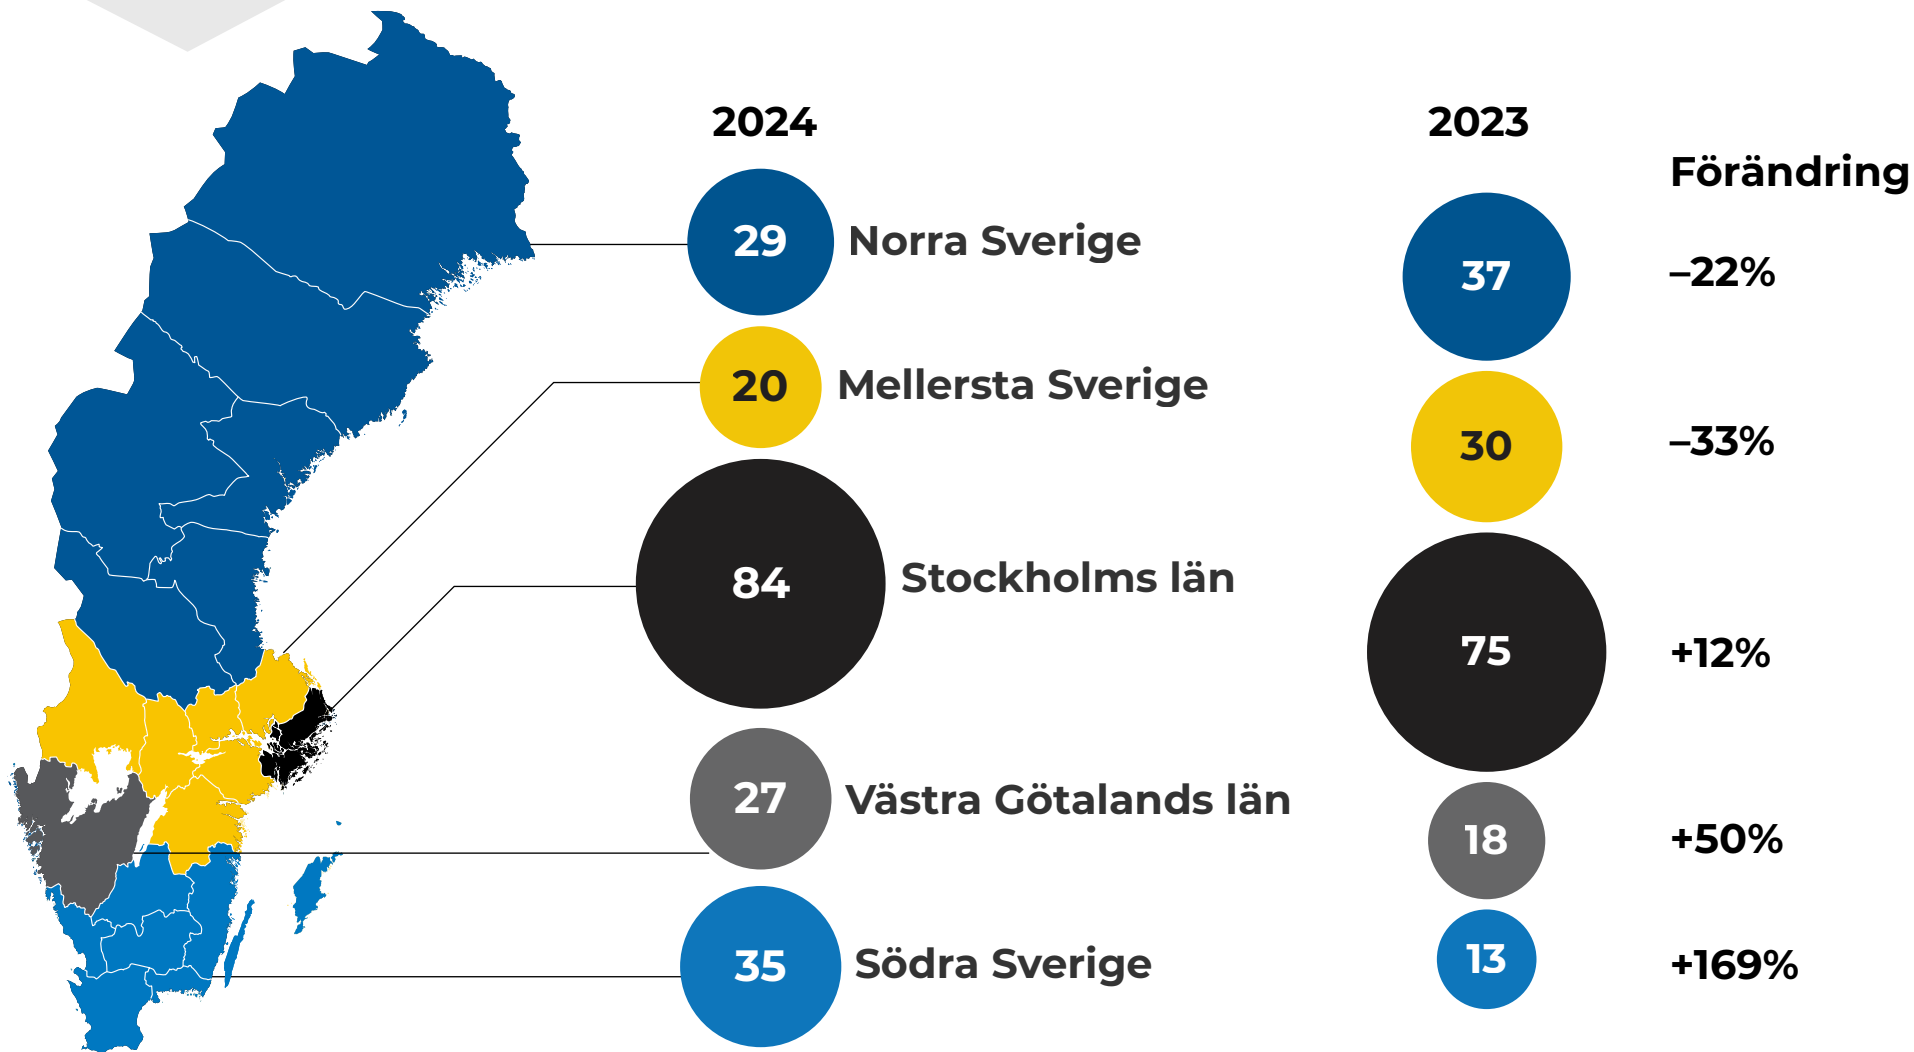 2024
2023
Förändring
29 Norra Sverige 37 –22%
20 Mellersta Sverige 30 –33%
84 Stockholms län 75 +12%
27 Västra Götalands län 18 +50%
35 Södra Sverige 13 +169%